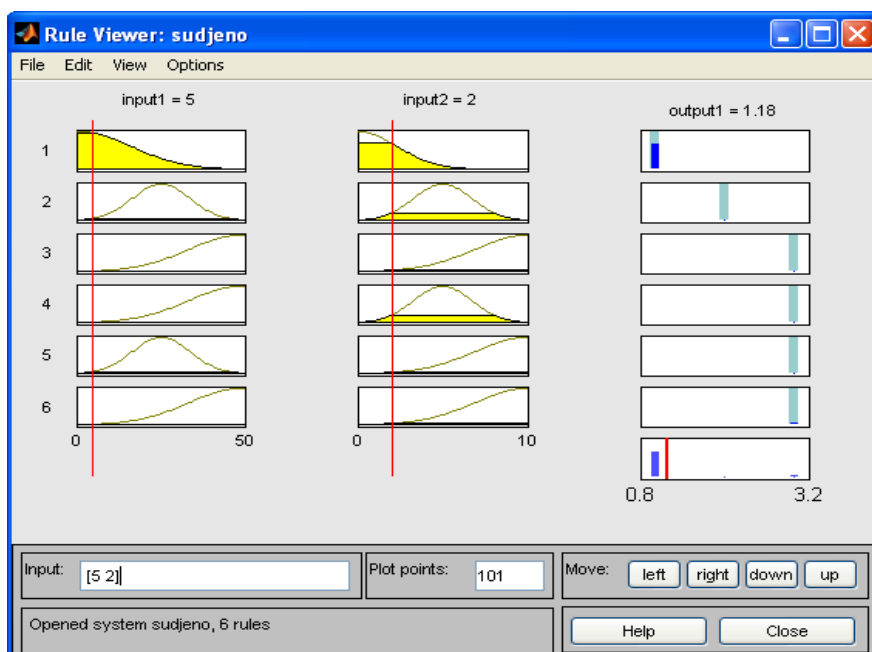 Rule Viewer: sudjeno
File Edit View Options
input1 = 5
input2 = 2
output1 = 1.18
1
2
3
4
5
6
0
50
0
10
0.8
3.2
Input:
[5 2]
Plot points:
101
Move:
left
right
down
up
Opened system sudjeno, 6 rules
Help
Close